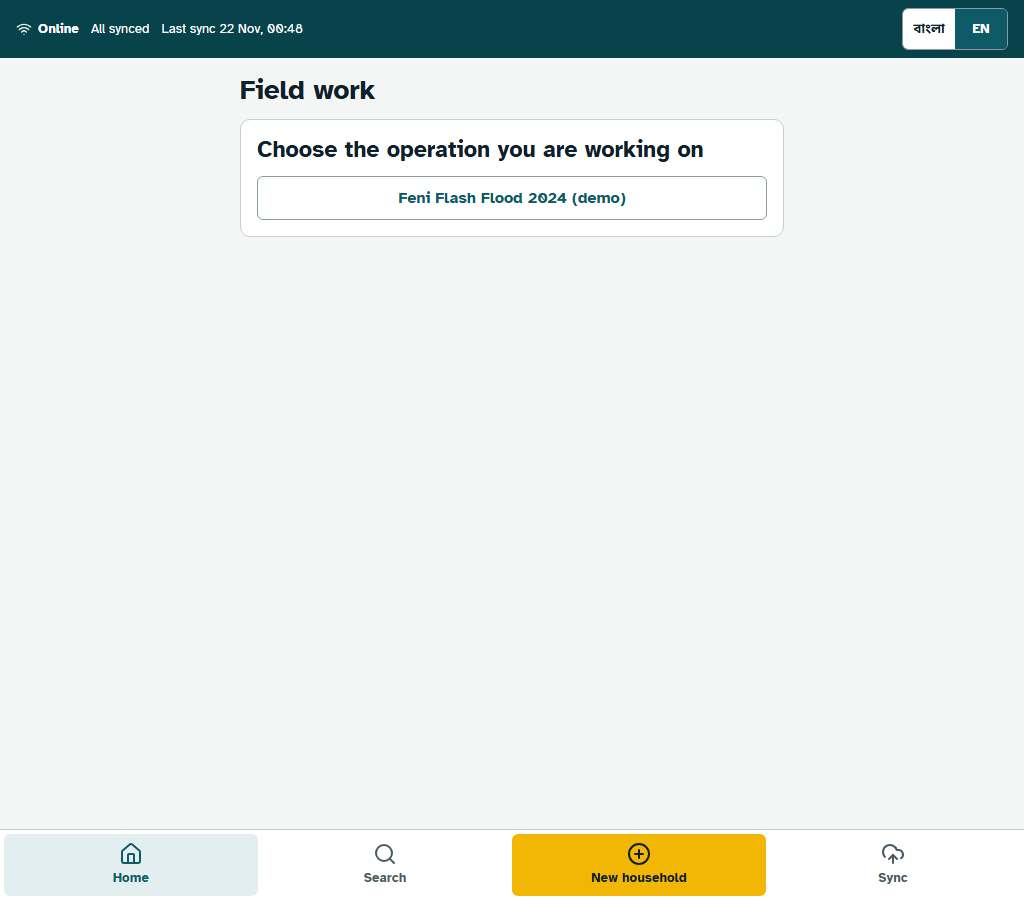 Online All synced Last sync 22 Nov, 00:48
বাংলা EN
Field work
Choose the operation you are working on
Feni Flash Flood 2024 (demo)
Home Search New household Sync